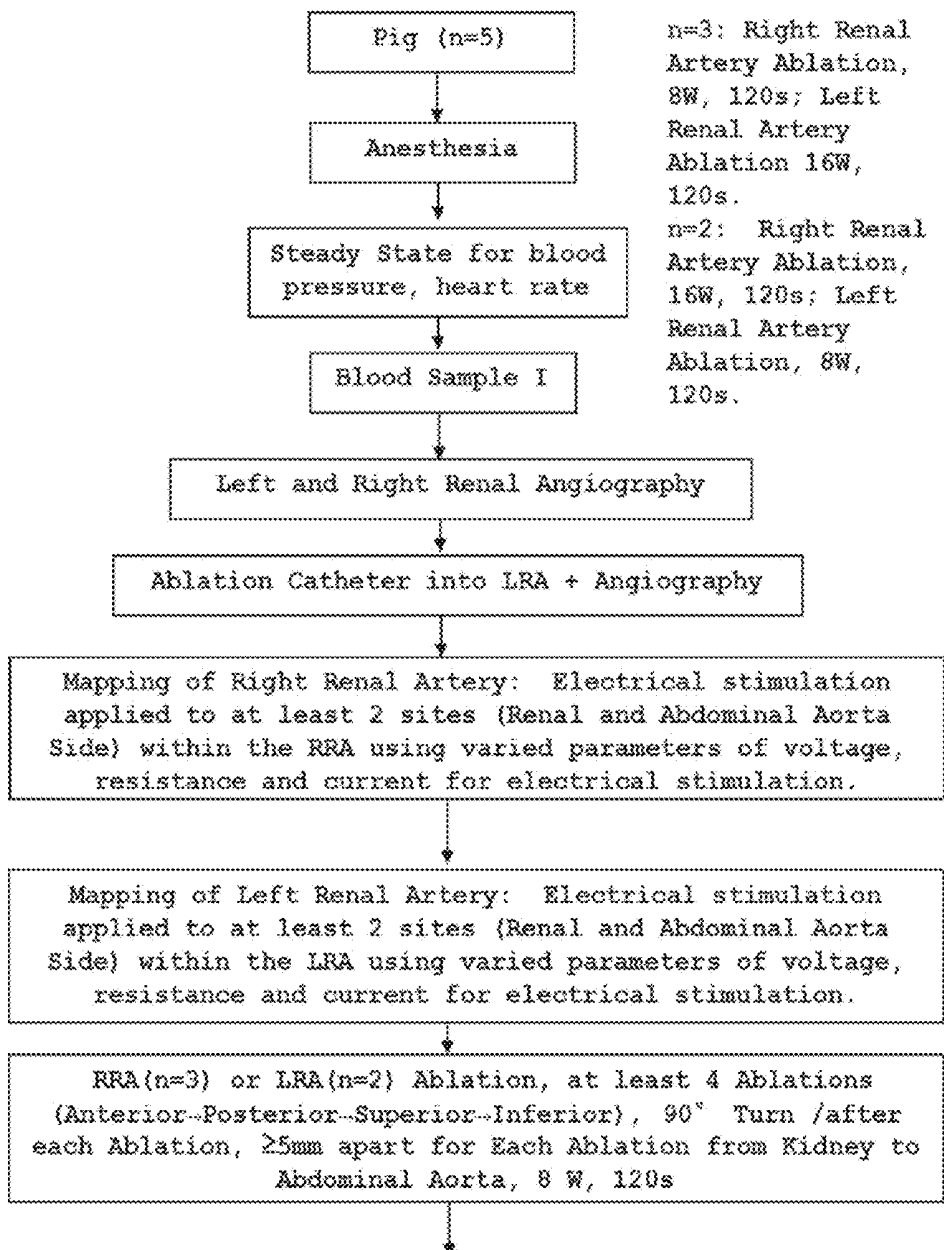 Pig (n=5)
Anesthesia
Steady State for blood
pressure, heart rate
Blood Sample I
Left and Right Renal Angiography
Ablation Catheter into LRA + Angiography
Mapping of Right Renal Artery: Electrical stimulation
applied to at least 2 sites (Renal and Abdominal Aorta
Side) within the RRA using varied parameters of voltage,
resistance and current for electrical stimulation.
Mapping of Left Renal Artery: Electrical stimulation
applied to at least 2 sites (Renal and Abdominal Aorta
Side) within the LRA using varied parameters of voltage,
resistance and current for electrical stimulation.
RRA(n=3) or LRA(n=2) Ablation, at least 4 Ablations
(Anterior-Posterior-Superior-Inferior), 90° Turn /after
each Ablation, ≥5mm apart for Each Ablation from Kidney to
Abdominal Aorta, 8 W, 120s
n=3: Right Renal
Artery Ablation,
8W, 120s; Left
Renal Artery
Ablation 16W,
120s.
n=2: Right Renal
Artery Ablation,
16W, 120s; Left
Renal Artery
Ablation, 8W,
120s.